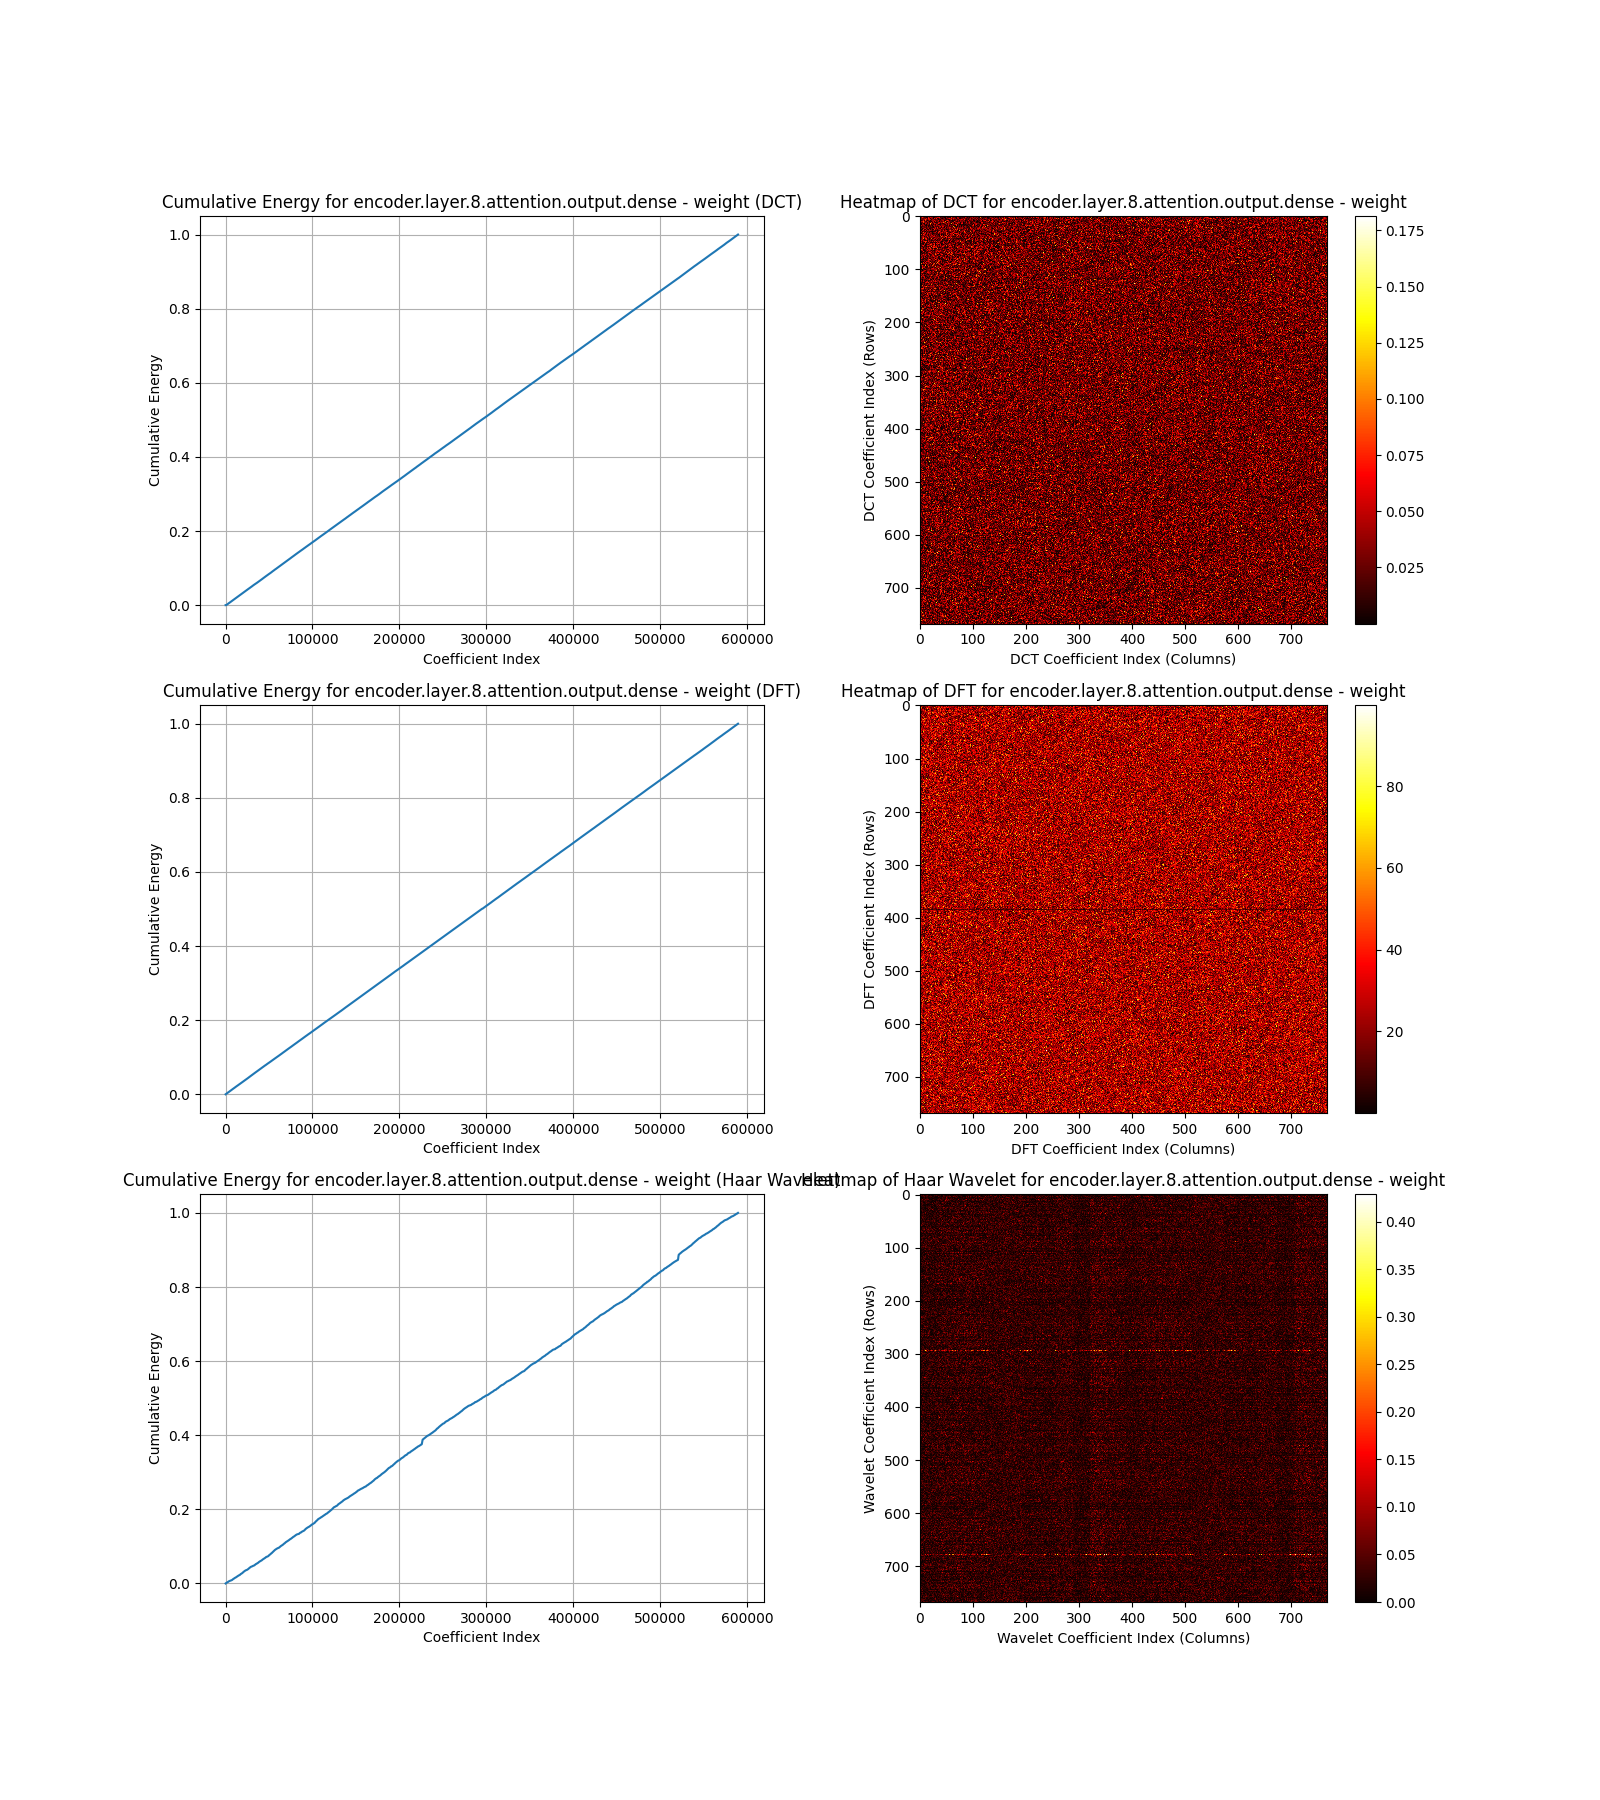 Cumulative Energy for encoder.layer.8.attention.output.dense - weight (DCT)
1.0
0.8
0.6
0.4
0.2
0.0
Cumulative Energy
0 100000 200000 300000 400000 500000 600000
Coefficient Index
Heatmap of DCT for encoder.layer.8.attention.output.dense - weight
0
100
200
300
400
500
600
700
DCT Coefficient Index (Rows)
0 100 200 300 400 500 600 700
DCT Coefficient Index (Columns)
0.175
0.150
0.125
0.100
0.075
0.050
0.025
Cumulative Energy for encoder.layer.8.attention.output.dense - weight (DFT)
1.0
0.8
0.6
0.4
0.2
0.0
Cumulative Energy
0 100000 200000 300000 400000 500000 600000
Coefficient Index
Heatmap of DFT for encoder.layer.8.attention.output.dense - weight
0
100
200
300
400
500
600
700
DFT Coefficient Index (Rows)
0 100 200 300 400 500 600 700
DFT Coefficient Index (Columns)
80
60
40
20
Cumulative Energy for encoder.layer.8.attention.output.dense - weight (Haar Wavelet)
1.0
0.8
0.6
0.4
0.2
0.0
Cumulative Energy
0 100000 200000 300000 400000 500000 600000
Coefficient Index
Heatmap of Haar Wavelet for encoder.layer.8.attention.output.dense - weight
0
100
200
300
400
500
600
700
Wavelet Coefficient Index (Rows)
0 100 200 300 400 500 600 700
Wavelet Coefficient Index (Columns)
0.40
0.35
0.30
0.25
0.20
0.15
0.10
0.05
0.00